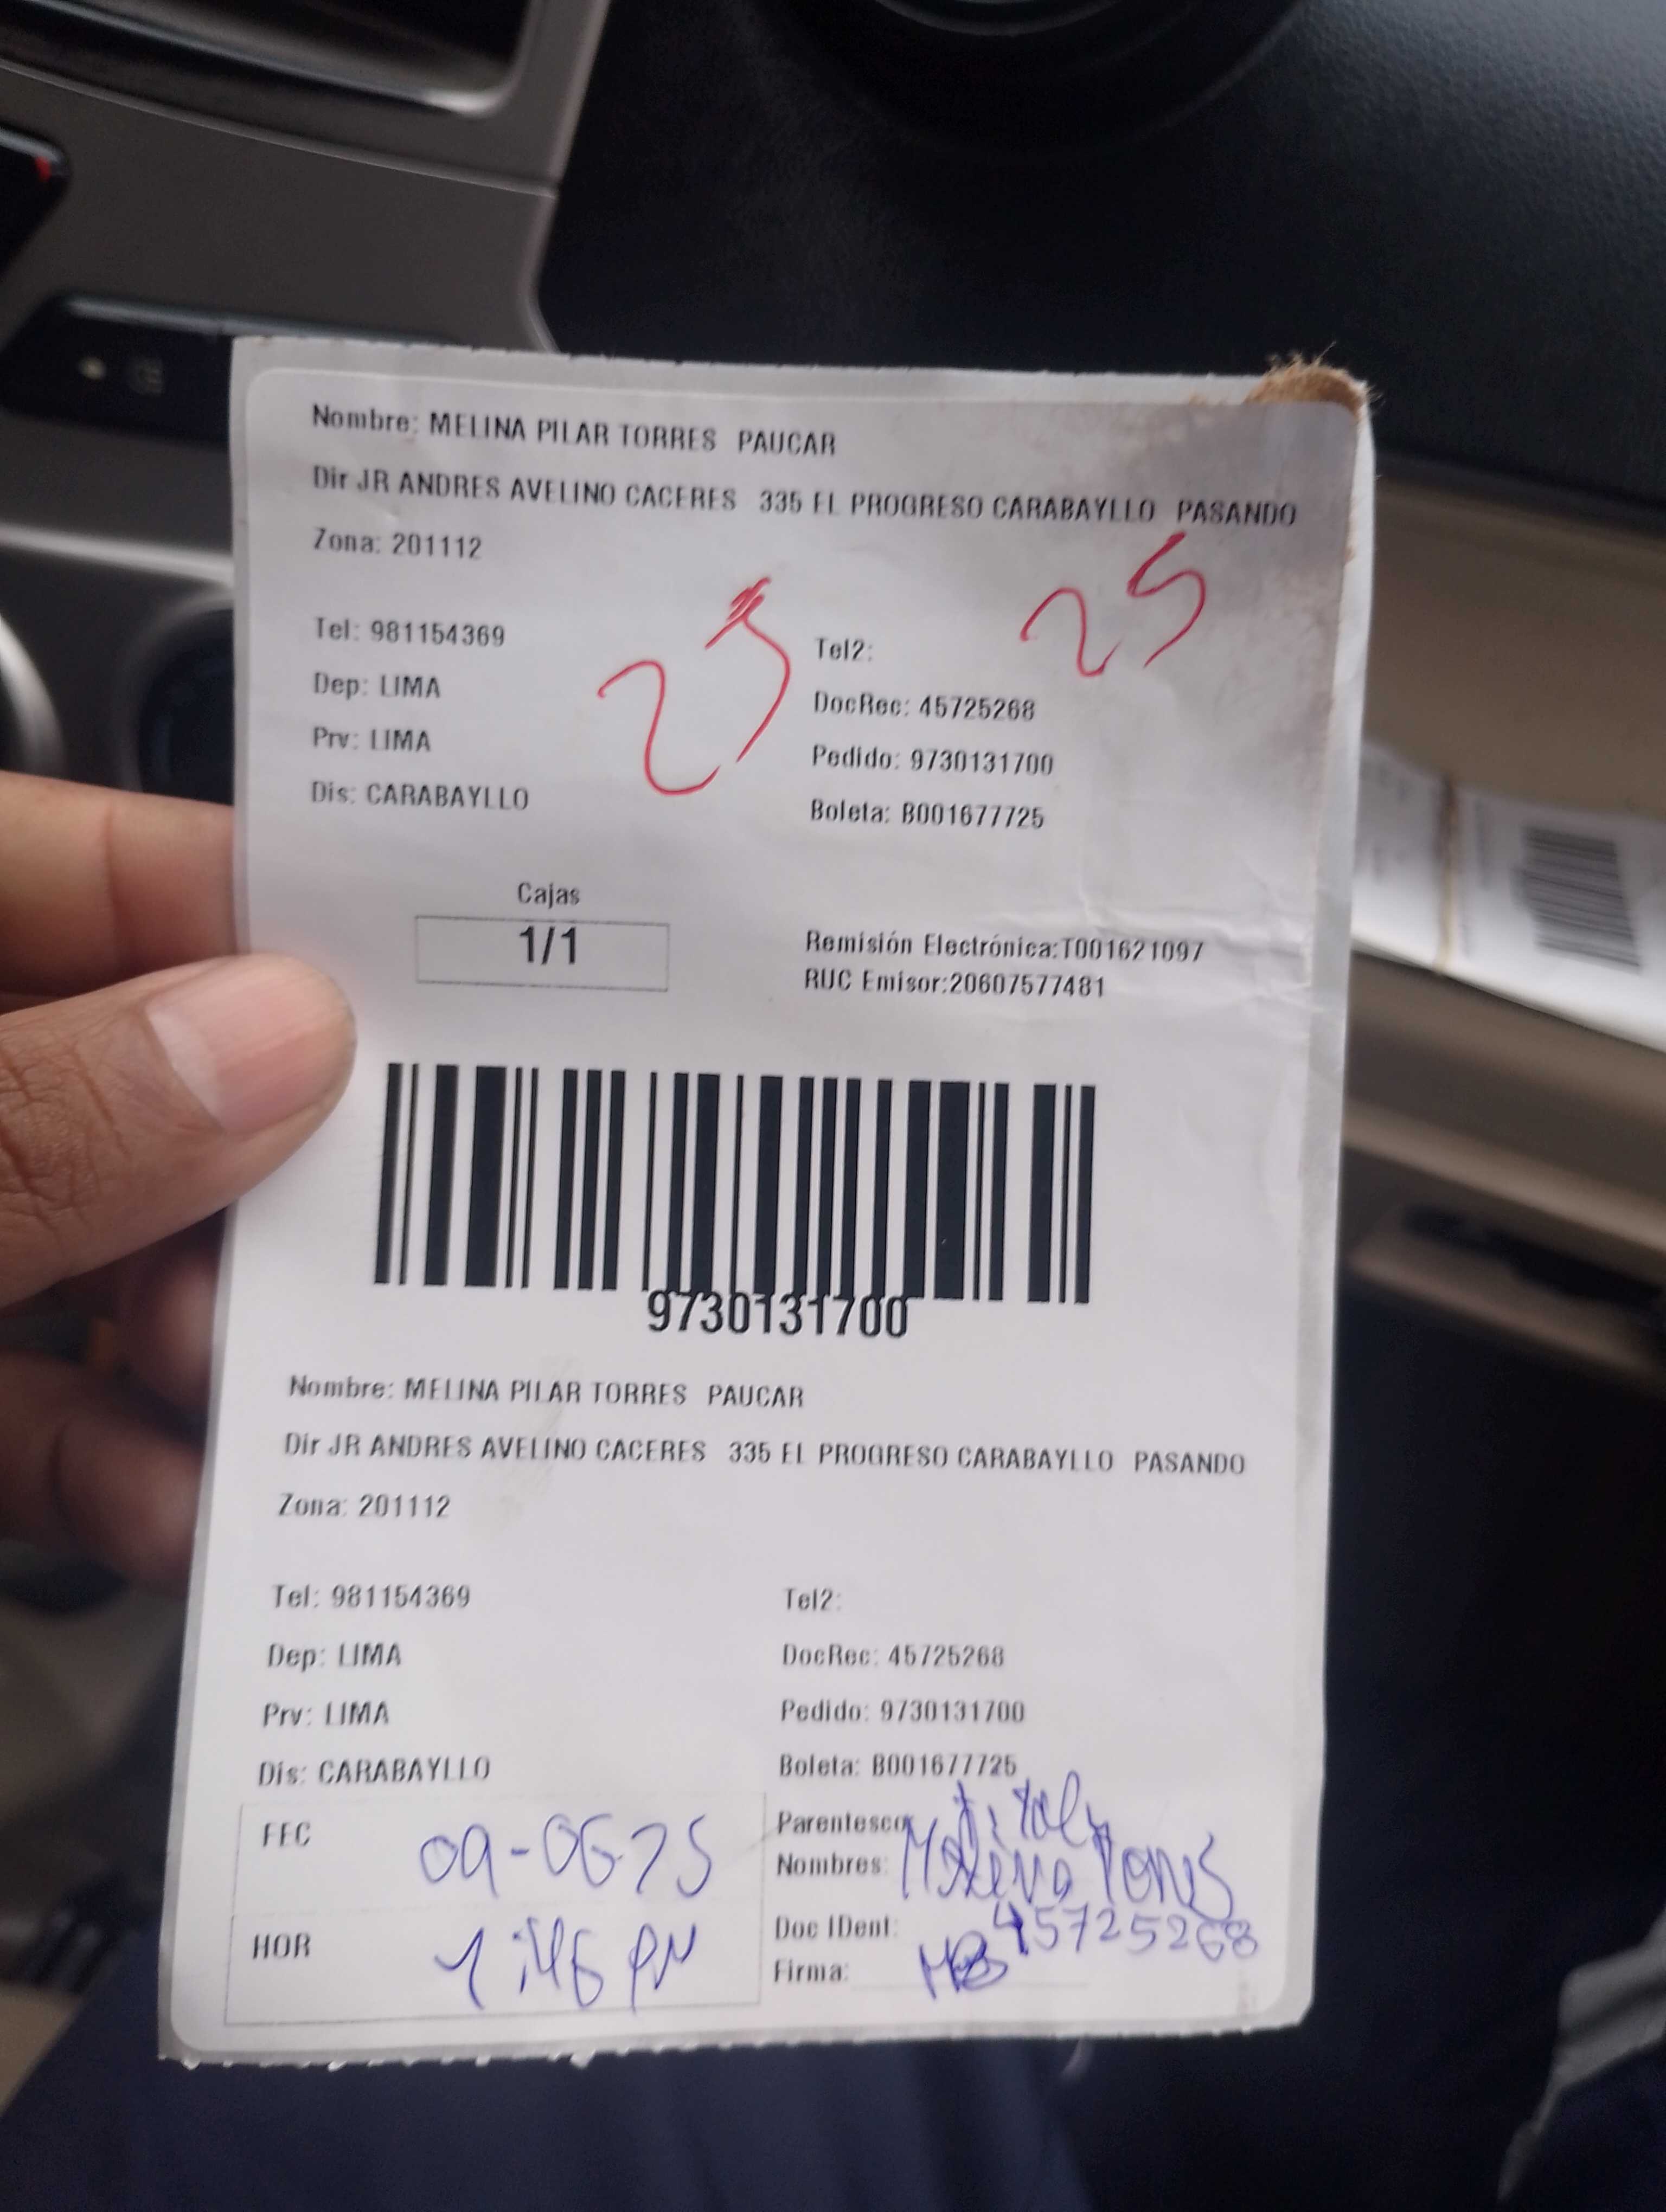 Nombre: MELINA PILAR TORRES PAUCAR
Dir JR ANDRES AVELINO CACERES 335 EL PROGRESO CARABAYLLO PASANDO
Zona: 201112
25
25
Tel: 981154369
Tel2:
Dep: LIMA
DocRec: 45725268
Prv: LIMA
Pedido: 9730131700
Dis: CARABAYLLO
Boleta: B001677725
Cajas
1/1
Remisión Electrónica:T001621097
RUC Emisor:20607577481
9730131700
Nombre: MELINA PILAR TORRES PAUCAR
Dir JR ANDRES AVELINO CACERES 335 EL PROGRESO CARABAYLLO PASANDO
Zona: 201112
Tel: 981154369
Tel2:
Dep: LIMA
DocRec: 45725268
Prv: LIMA
Pedido: 9730131700
Dis: CARABAYLLO
Boleta: B001677725
FEC 09-06-25
Parentesco
Nombres: Melina Torres
HOR 1:46 PM
Doc IDent: 45725268
Firma: